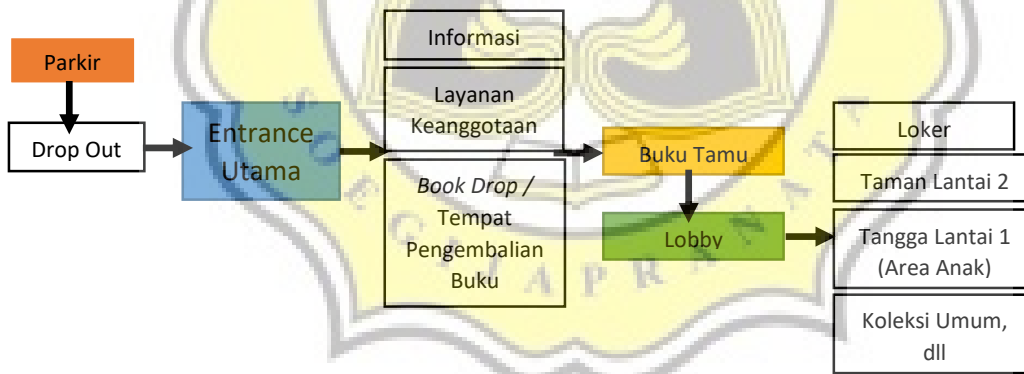 Parkir
Drop Out
Entrance
Utama
Informasi
Layanan
Keanggotaan
Book Drop /
Tempat
Pengembalian
Buku
Buku Tamu
Lobby
Loker
Taman Lantai 2
Tangga Lantai 1
(Area Anak)
Koleksi Umum,
dll
SOEGIJAPRANATA